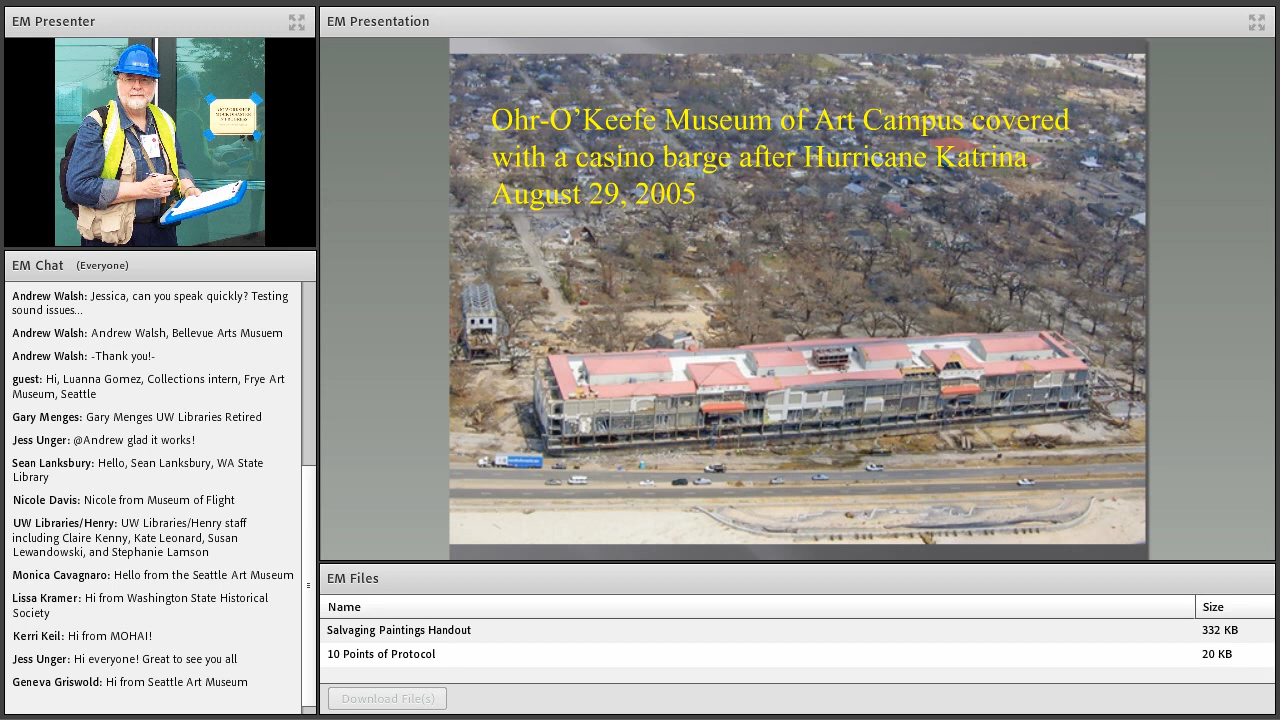 EM Presenter
EM Chat (Everyone)
Andrew Walsh: Jessica, can you speak quickly? Testing
sound issues...
Andrew Walsh: Andrew Walsh, Bellevue Arts Musuem
Andrew Walsh: -Thank you!-
guest: Hi, Luanna Gomez, Collections intern, Frye Art
Museum, Seattle
Gary Menges: Gary Menges UW Libraries Retired
Jess Unger: @Andrew glad it works!
Sean Lanksbury: Hello, Sean Lanksbury, WA State
Library
Nicole Davis: Nicole from Museum of Flight
UW Libraries/Henry: UW Libraries/Henry staff
including Claire Kenny, Kate Leonard, Susan
Lewandowski, and Stephanie Lamson
Monica Cavagnaro: Hello from the Seattle Art Museum
Lissa Kramer: Hi from Washington State Historical
Society
Kerri Keil: Hi from MOHAI!
Jess Unger: Hi everyone! Great to see you all
Geneva Griswold: Hi from Seattle Art Museum
EM Presentation
Ohr-O’Keefe Museum of Art Campus covered
with a casino barge after Hurricane Katrina
August 29, 2005
EM Files
Name Size
Salvaging Paintings Handout 332 KB
10 Points of Protocol 20 KB
Download File(s)